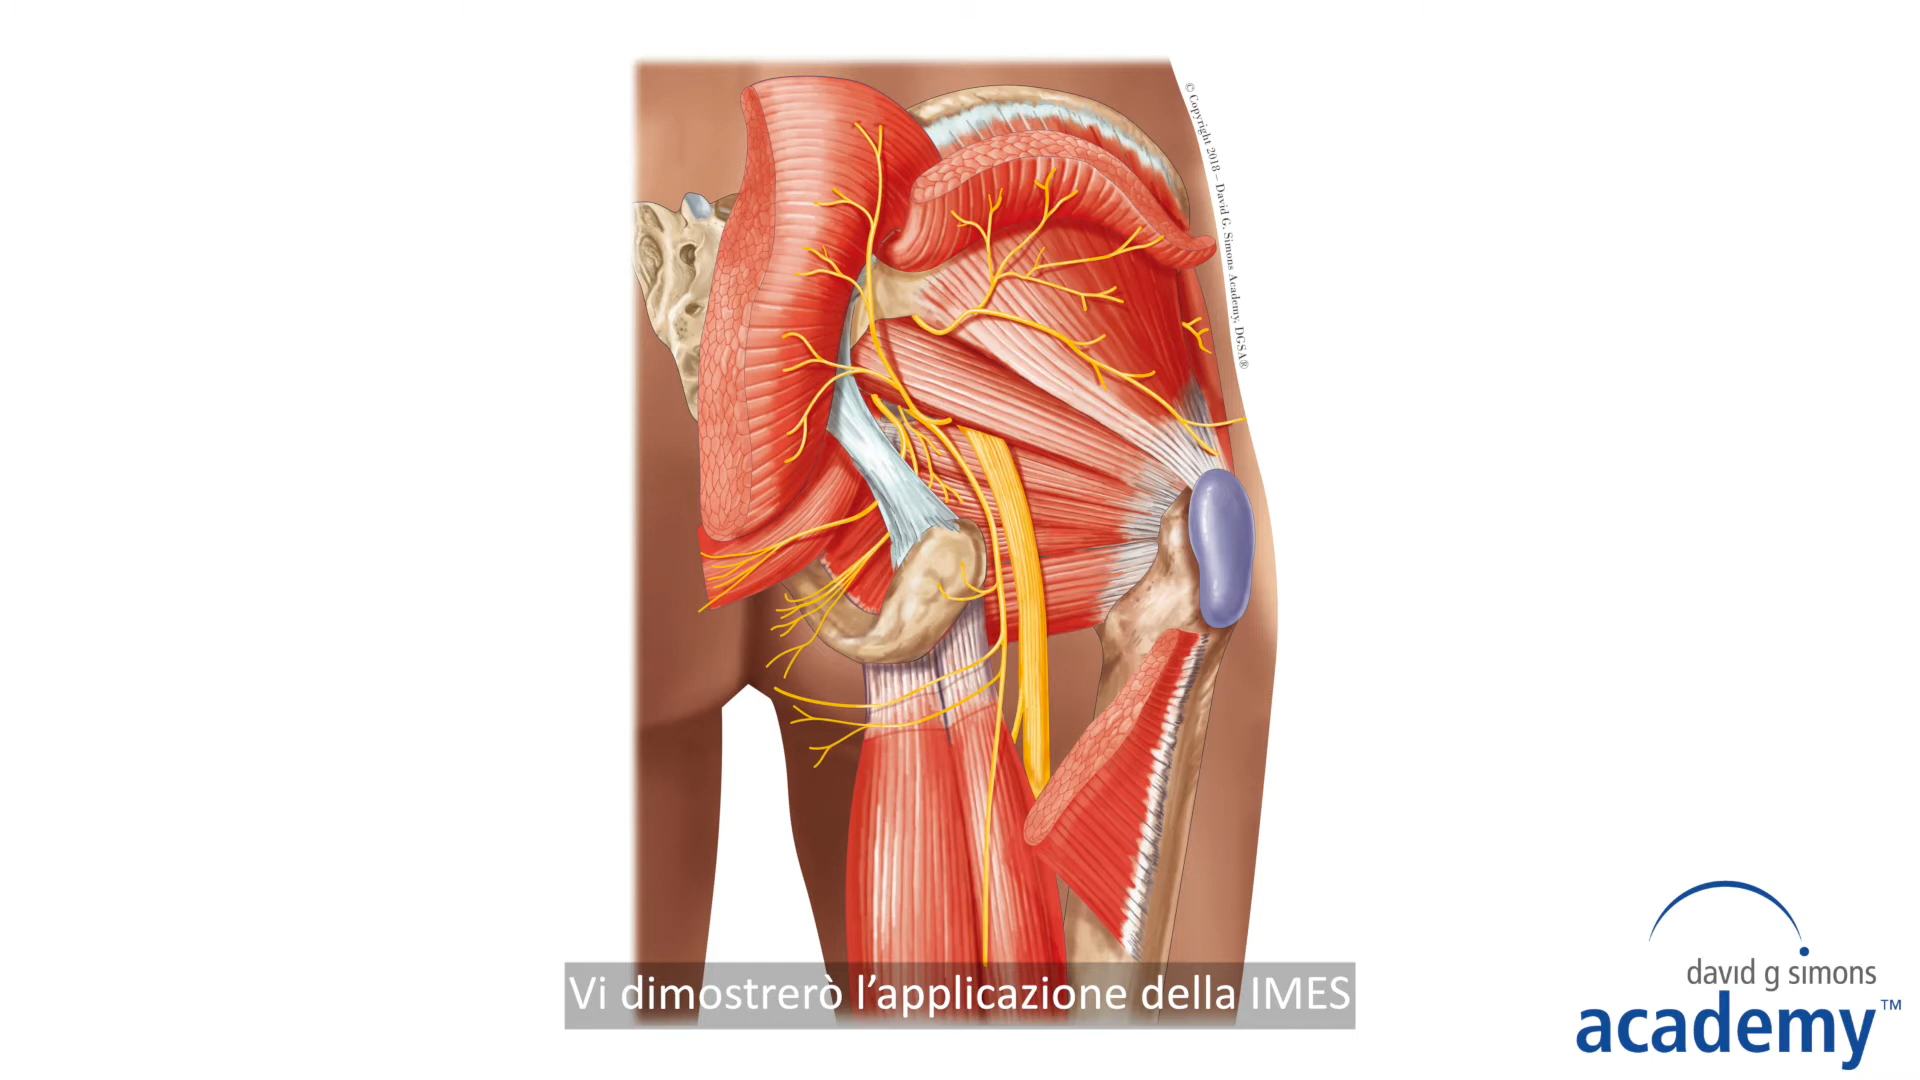 © Copyright 2018 – David G. Simons Academy, DGSA®
Vi dimostrerò l’applicazione della IMES
david g simons
academy™